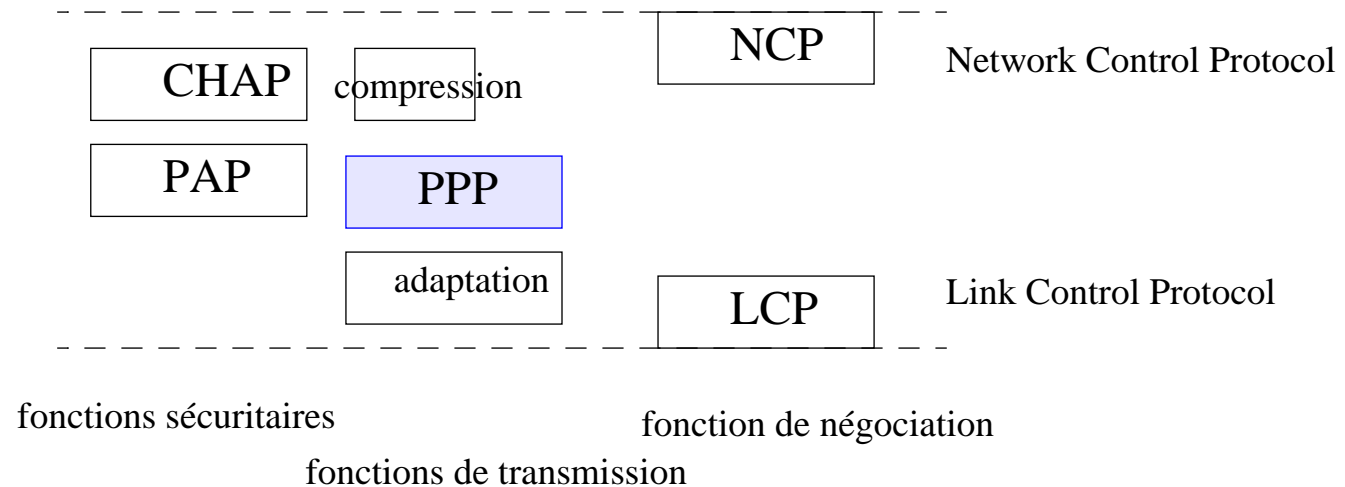 NCP
Network Control Protocol
CHAP
compression
PAP
PPP
adaptation
LCP
Link Control Protocol
fonctions sécuritaires
fonction de négociation
fonctions de transmission